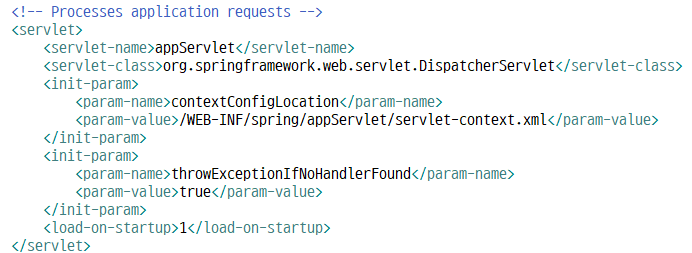 <!-- Processes application requests -->
<servlet>
    <servlet-name>appServlet</servlet-name>
    <servlet-class>org.springframework.web.servlet.DispatcherServlet</servlet-class>
    <init-param>
        <param-name>contextConfigLocation</param-name>
        <param-value>/WEB-INF/spring/appServlet/servlet-context.xml</param-value>
    </init-param>
    <init-param>
        <param-name>throwExceptionIfNoHandlerFound</param-name>
        <param-value>true</param-value>
    </init-param>
    <load-on-startup>1</load-on-startup>
</servlet>